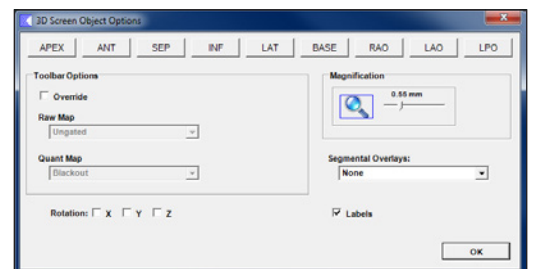 3D Screen Object Options
APEX ANT SEP INF LAT BASE RAO LAO LPO
Toolbar Options
Override
Raw Map
Ungated
Quant Map
Blackout
Magnification
0.55 mm
Segmental Overlays:
None
Rotation: X Y Z
Labels
OK